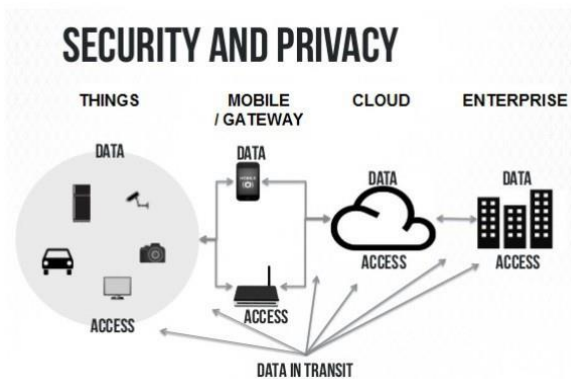 SECURITY AND PRIVACY
THINGS
MOBILE
/ GATEWAY
CLOUD
ENTERPRISE
DATA
DATA
DATA
DATA
ACCESS
ACCESS
ACCESS
ACCESS
DATA IN TRANSIT